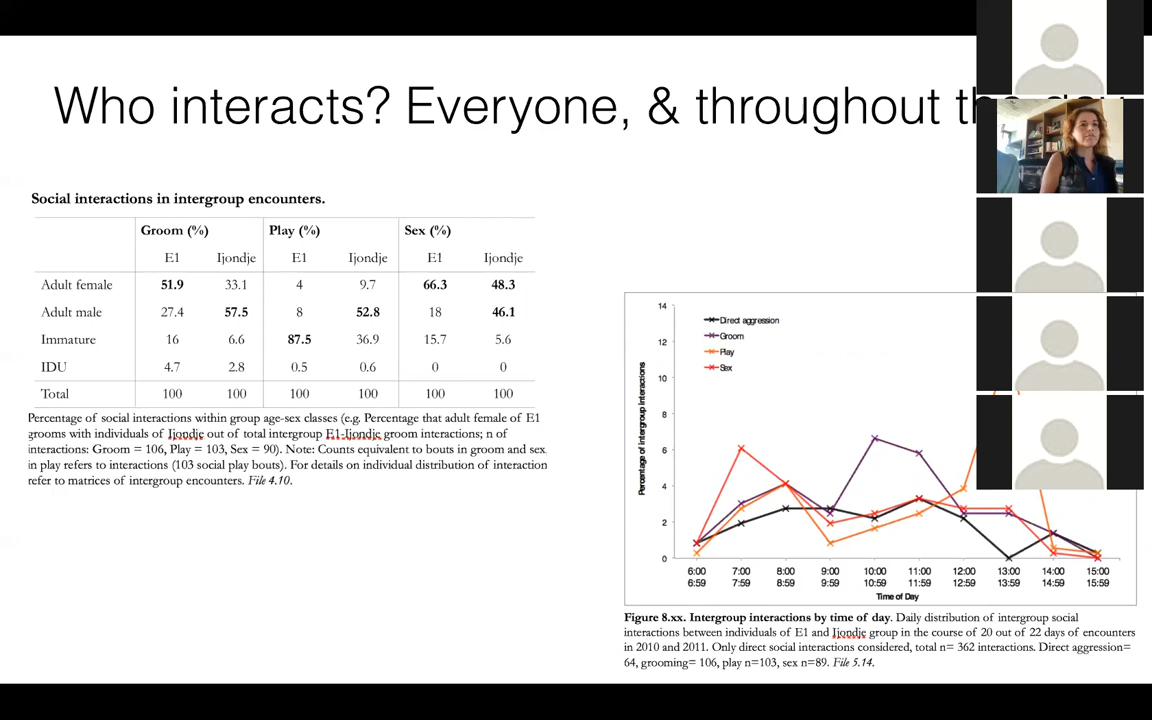 Who interacts? Everyone, & throughout the day
Social interactions in intergroup encounters.
Groom (%) Play (%) Sex (%)
E1 Ijondje E1 Ijondje E1 Ijondje
Adult female 51.9 33.1 4 9.7 66.3 48.3
Adult male 27.4 57.5 8 52.8 18 46.1
Immature 16 6.6 87.5 36.9 15.7 5.6
IDU 4.7 2.8 0.5 0.6 0 0
Total 100 100 100 100 100 100
Percentage of social interactions within group age-sex classes (e.g. Percentage that adult female of E1
grooms with individuals of Ijondje out of total intergroup E1-Ijondje groom interactions; n of
interactions: Groom = 106, Play = 103, Sex = 90). Note: Counts equivalent to bouts in groom and sex.
in play refers to interactions (103 social play bouts). For details on individual distribution of interaction
refer to matrices of intergroup encounters. File 4.10.
14
12
10
8
6
4
2
0
Percentage of intergroup interactions
Direct aggression
Groom
Play
Sex
6:00 7:00 8:00 9:00 10:00 11:00 12:00 13:00 14:00 15:00
6:59 7:59 8:59 9:59 10:59 11:59 12:59 13:59 14:59 15:59
Time of Day
Figure 8.xx. Intergroup interactions by time of day. Daily distribution of intergroup social
interactions between individuals of E1 and Ijondje group in the course of 20 out of 22 days of encounters
in 2010 and 2011. Only direct social interactions considered, total n= 362 interactions. Direct aggression=
64, grooming= 106, play n=103, sex n=89. File 5.14.